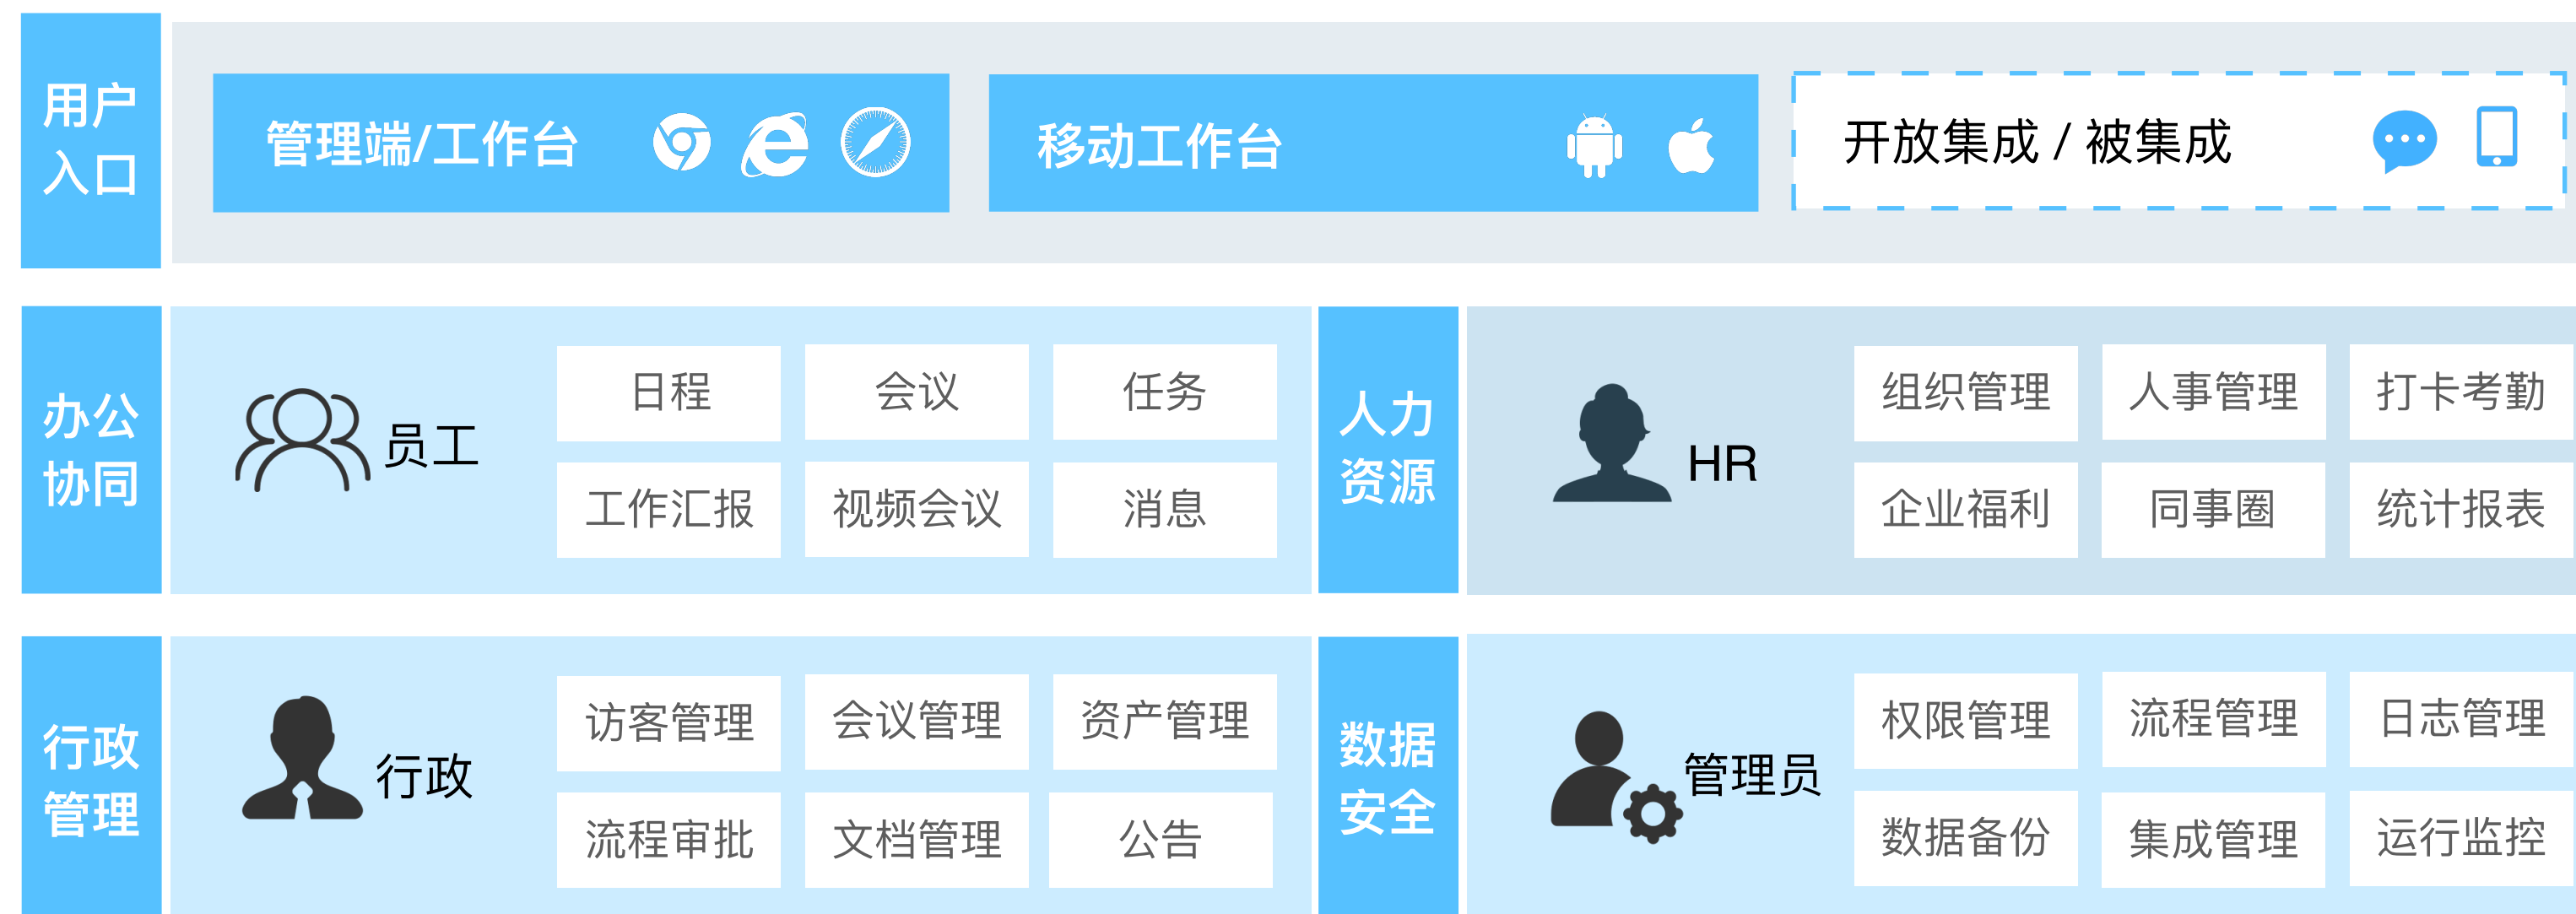 用户
入口
管理端/工作台
移动工作台
开放集成 / 被集成
办公
协同
员工
日程
会议
任务
工作汇报
视频会议
消息
人力
资源
HR
组织管理
人事管理
打卡考勤
企业福利
同事圈
统计报表
行政
管理
行政
访客管理
会议管理
资产管理
流程审批
文档管理
公告
数据
安全
管理员
权限管理
流程管理
日志管理
数据备份
集成管理
运行监控